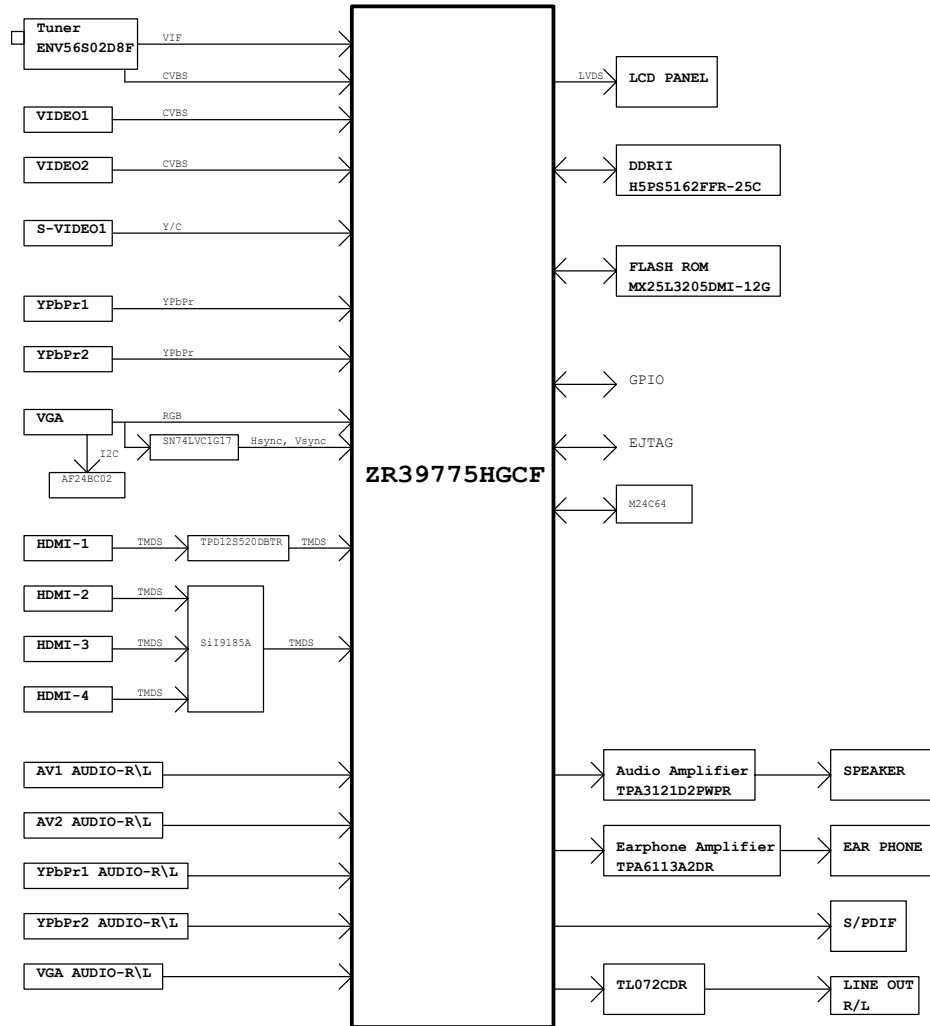 Tuner
ENV56S02D8F
VIF
CVBS
VIDEO1
CVBS
VIDEO2
CVBS
S-VIDEO1
Y/C
YPbPr1
YPbPr
YPbPr2
YPbPr
VGA
RGB
SN74LVC1G17
Hsync, Vsync
I2C
AF24BC02
HDMI-1
TMDS
TPD12S520DBTR
TMDS
HDMI-2
TMDS
HDMI-3
TMDS
SiI9185A
TMDS
HDMI-4
TMDS
AV1 AUDIO-R\L
AV2 AUDIO-R\L
YPbPr1 AUDIO-R\L
YPbPr2 AUDIO-R\L
VGA AUDIO-R\L
ZR39775HGCF
LVDS
LCD PANEL
DDRII
H5PS5162FFR-25C
FLASH ROM
MX25L3205DMI-12G
GPIO
EJTAG
M24C64
Audio Amplifier
TPA3121D2PWPR
SPEAKER
Earphone Amplifier
TPA6113A2DR
EAR PHONE
S/PDIF
TL072CDR
LINE OUT
R/L